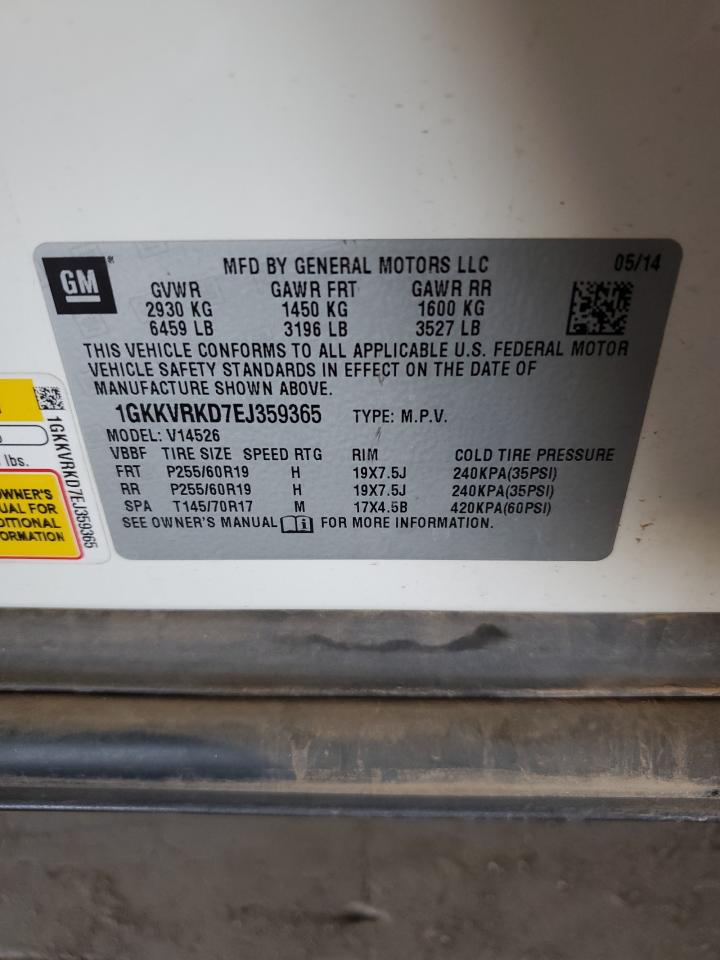 GM
MFD BY GENERAL MOTORS LLC 05/14
GVWR GAWR FRT GAWR RR
2930 KG 1450 KG 1600 KG
6459 LB 3196 LB 3527 LB
THIS VEHICLE CONFORMS TO ALL APPLICABLE U.S. FEDERAL MOTOR
VEHICLE SAFETY STANDARDS IN EFFECT ON THE DATE OF
MANUFACTURE SHOWN ABOVE.
1GKKVRKD7EJ359365 TYPE: M.P.V.
MODEL: V14526
VBBF TIRE SIZE SPEED RTG RIM COLD TIRE PRESSURE
FRT P255/60R19 H 19X7.5J 240KPA(35PSI)
RR P255/60R19 H 19X7.5J 240KPA(35PSI)
SPA T145/70R17 M 17X4.5B 420KPA(60PSI)
SEE OWNER'S MANUAL FOR MORE INFORMATION.
lbs.
1GKKVRKD7EJ359365